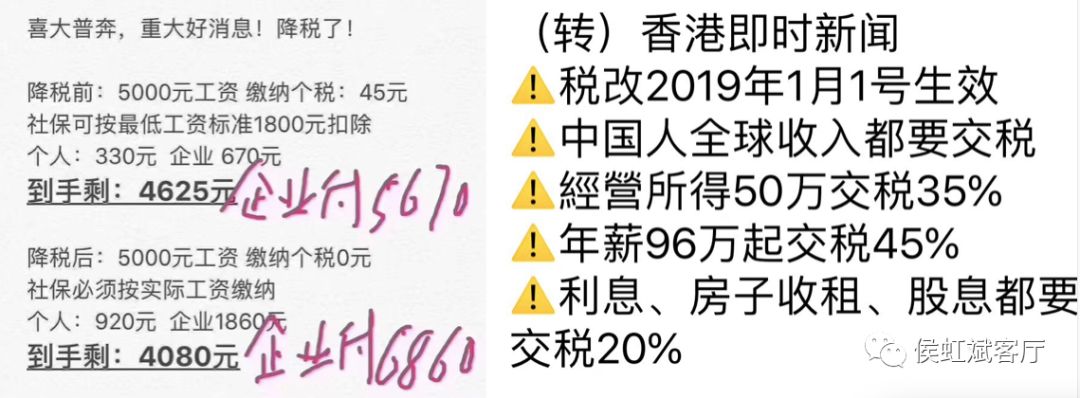 喜大普奔，重大好消息！降税了！
降税前：5000元工资 缴纳个税：45元
社保可按最低工资标准1800元扣除
个人：330元 企业 670元
到手剩：4625元
企业付5670
降税后：5000元工资 缴纳个税0元
社保必须按实际工资缴纳
个人：920元 企业1860元
到手剩：4080元
企业付6860
（转）香港即时新闻
⚠️税改2019年1月1号生效
⚠️中国人全球收入都要交税
⚠️經營所得50万交税35%
⚠️年薪96万起交税45%
⚠️利息、房子收租、股息都要
交税20%
侯虹斌客厅